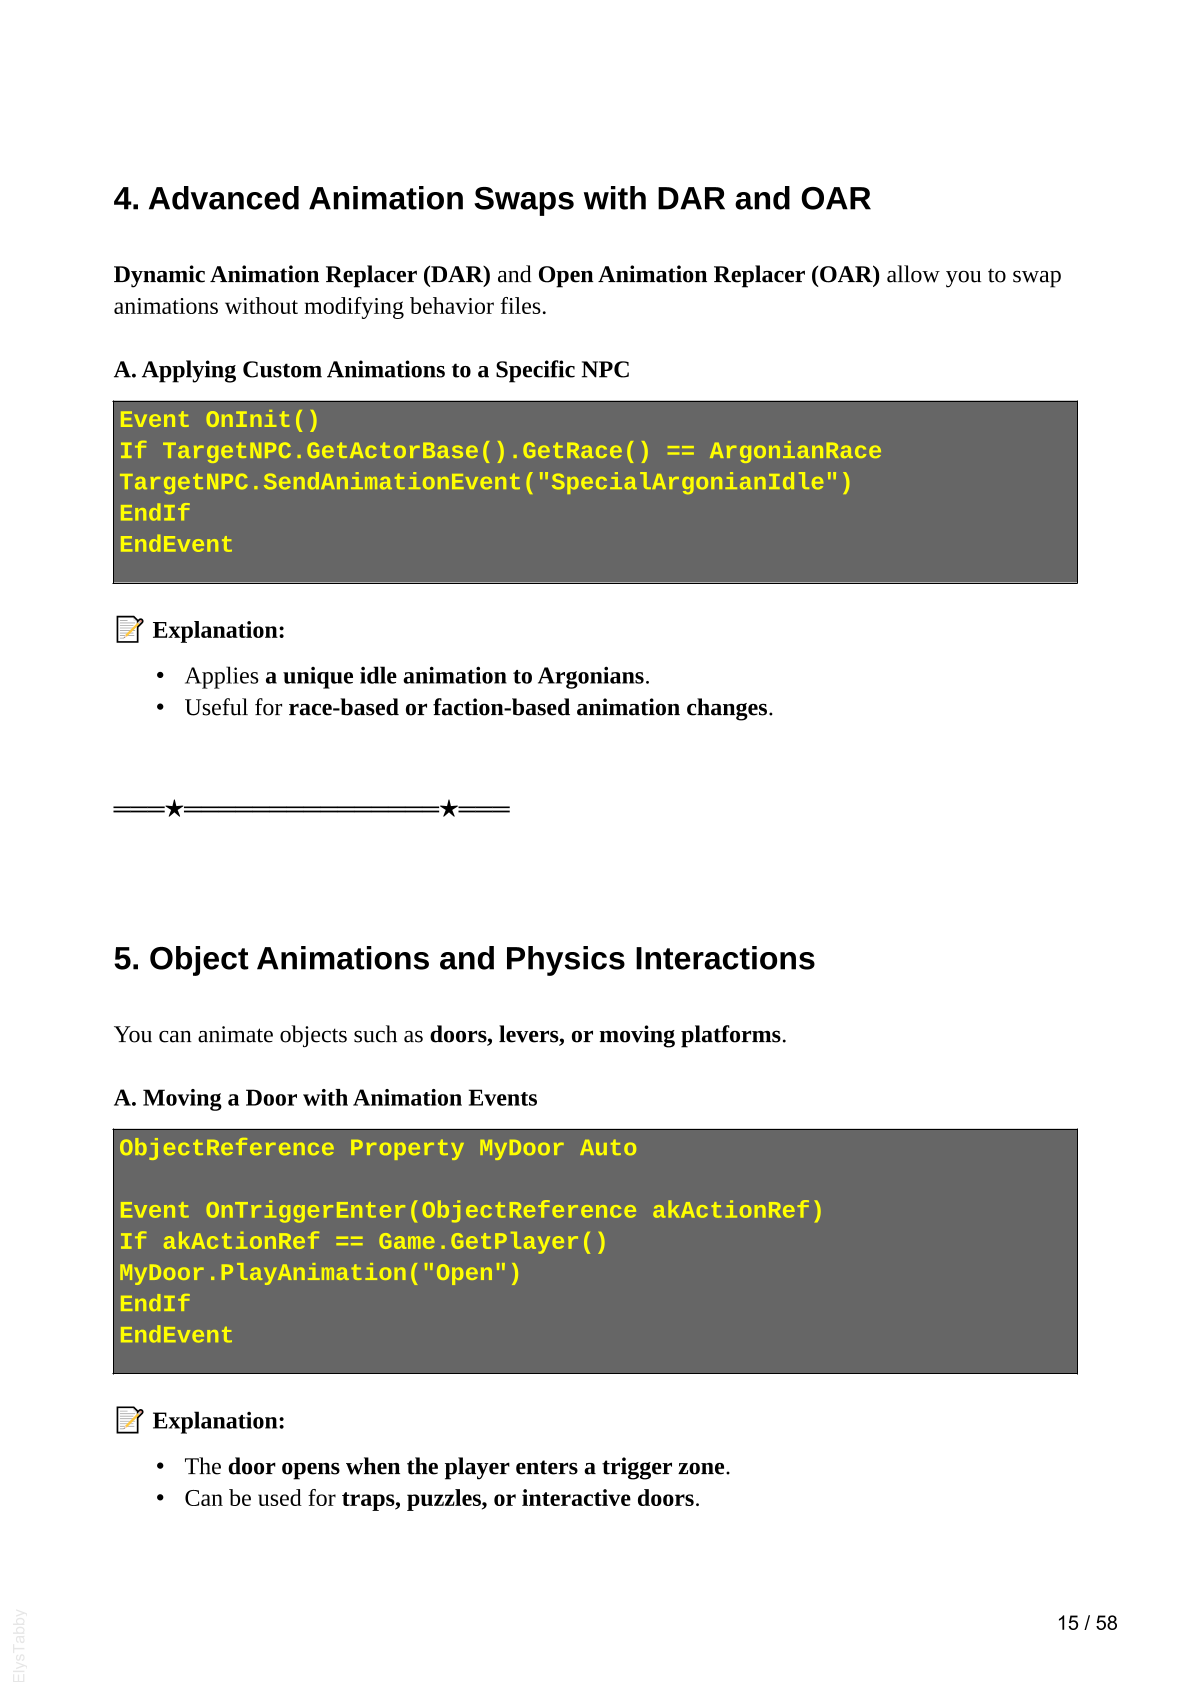 4. Advanced Animation Swaps with DAR and OAR
Dynamic Animation Replacer (DAR) and Open Animation Replacer (OAR) allow you to swap
animations without modifying behavior files.
A. Applying Custom Animations to a Specific NPC
Event OnInit()
If TargetNPC.GetActorBase().GetRace() == ArgonianRace
TargetNPC.SendAnimationEvent("SpecialArgonianIdle")
EndIf
EndEvent
📝 Explanation:
• Applies a unique idle animation to Argonians.
• Useful for race-based or faction-based animation changes.
═══★═══════════════★═══
5. Object Animations and Physics Interactions
You can animate objects such as doors, levers, or moving platforms.
A. Moving a Door with Animation Events
ObjectReference Property MyDoor Auto
Event OnTriggerEnter(ObjectReference akActionRef)
If akActionRef == Game.GetPlayer()
MyDoor.PlayAnimation("Open")
EndIf
EndEvent
📝 Explanation:
• The door opens when the player enters a trigger zone.
• Can be used for traps, puzzles, or interactive doors.
15 / 58
ElysTabby